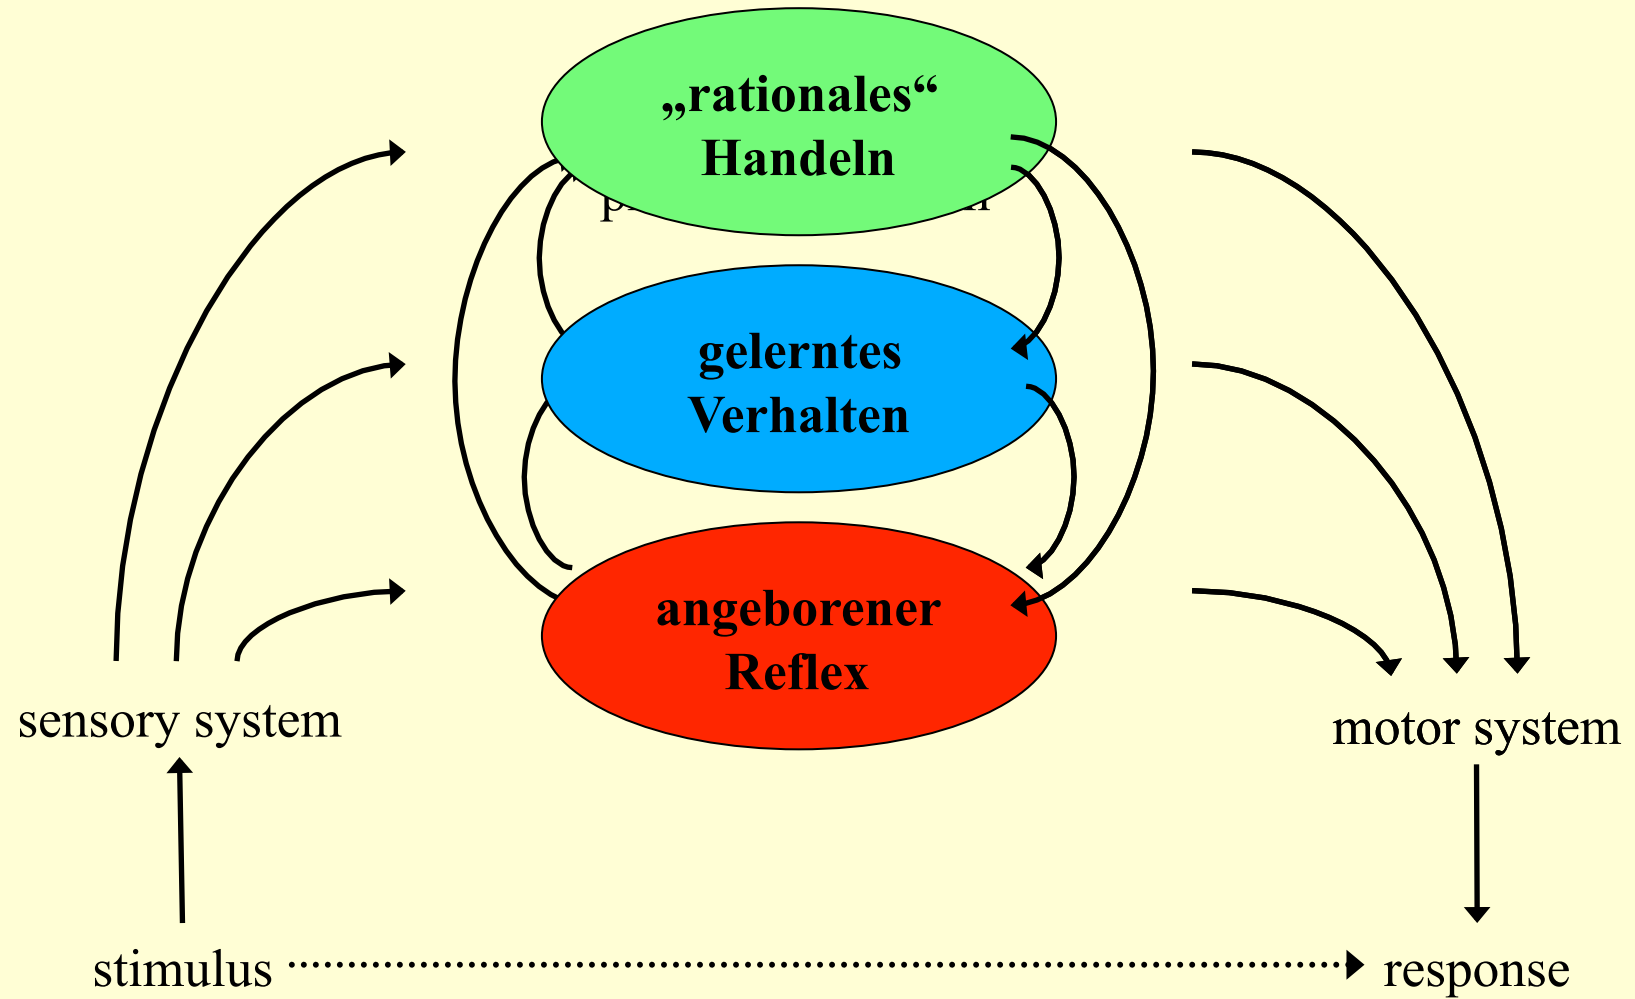 „rationales“
Handeln
gelerntes
Verhalten
angeborener
Reflex
sensory system
motor system
stimulus
response